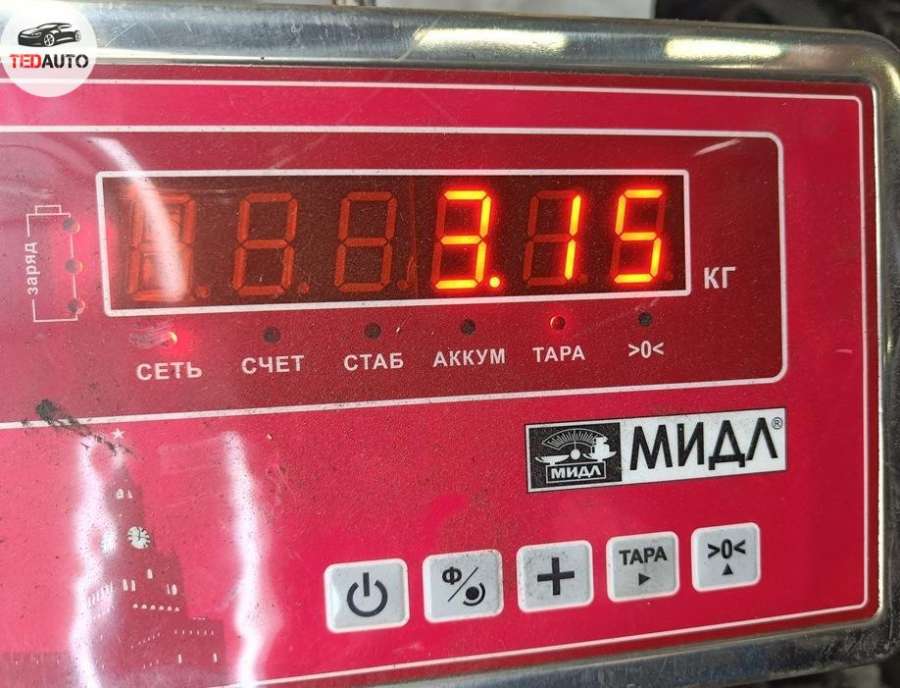 TEDAUTO
заряд
3.15
КГ
СЕТЬ СЧЕТ СТАБ АККУМ ТАРА >0<
МИДЛ МИДЛ®
Ф ТАРА >0<